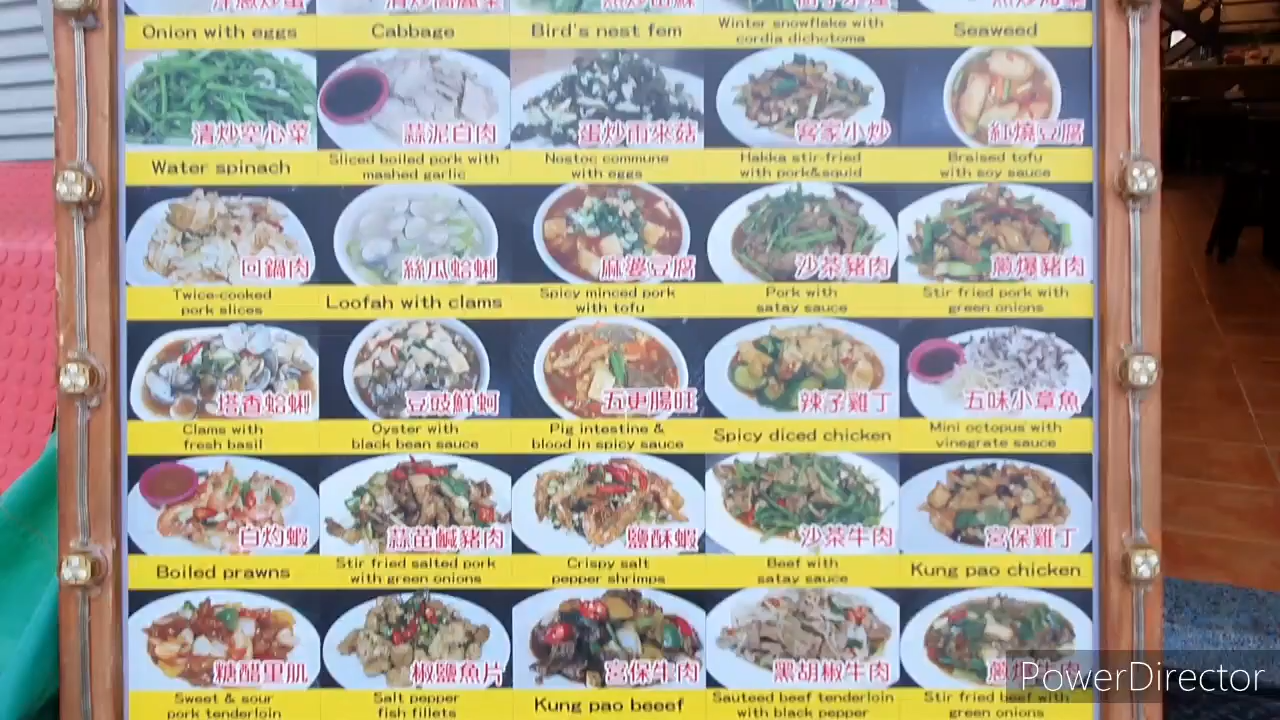 Onion with eggs
Cabbage
Bird's nest fem
Winter snowflake with
cordia dichotoma
Seaweed
清炒空心菜
蒜泥白肉
蛋炒雨來菇
客家小炒
紅燒豆腐
Water spinach
Sliced boiled pork with
mashed garlic
Nostoc commune
with eggs
Hakka stir-fried
with pork&squid
Braised tofu
with soy sauce
回鍋肉
絲瓜蛤蜊
麻婆豆腐
沙茶豬肉
蔥爆豬肉
Twice-cooked
pork slices
Loofah with clams
Spicy minced pork
with tofu
Pork with
satay sauce
Stir fried pork with
green onions
塔香蛤蜊
豆豉鮮蚵
五更腸旺
辣子雞丁
五味小章魚
Clams with
fresh basil
Oyster with
black bean sauce
Pig intestine &
blood in spicy sauce
Spicy diced chicken
Mini octopus with
vinegrate sauce
白灼蝦
蒜苗鹹豬肉
鹽酥蝦
沙茶牛肉
宮保雞丁
Boiled prawns
Stir fried salted pork
with green onions
Crispy salt
pepper shrimps
Beef with
satay sauce
Kung pao chicken
糖醋里肌
椒鹽魚片
宮保牛肉
黑胡椒牛肉
Sweet & sour
pork tenderloin
Salt pepper
fish fillets
Kung pao beeef
Sauteed beef tenderloin
with black pepper
Stir fried beef with
green onions
PowerDirector